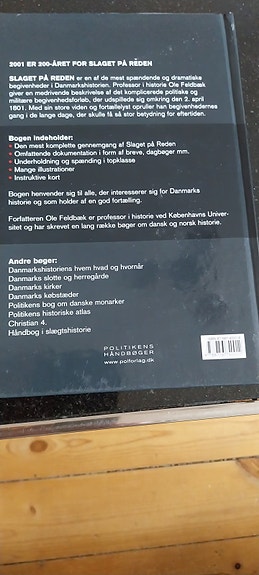 2001 ER 200-ÅRET FOR SLAGET PÅ REDEN
SLAGET PÅ REDEN er en af de mest spændende og dramatiske
begivenheder i Danmarkshistorien. Professor i historie Ole Feldbæk
giver en medrivende beskrivelse af det komplicerede politiske og
militære begivenhedsforløb, der udspillede sig omkring den 2. april
1801. Med sin store viden og fortællelyst opruller han begivenhedernes
gang i de lange dage, der skulle få så stor betydning for eftertiden.
Bogen indeholder:
• Den mest komplette gennemgang af Slaget på Reden
• Omfattende dokumentation i form af breve, dagbøger mm.
• Underholdning og spænding i topklasse
• Mange illustrationer
• Instruktive kort
Bogen henvender sig til alle, der interesserer sig for Danmarks
historie og som holder af en god fortælling.
Forfatteren Ole Feldbæk er professor i historie ved Københavns Univer-
sitet og har skrevet en lang række bøger om dansk og norsk historie.
Andre bøger:
Danmarkshistoriens hvem hvad og hvornår
Danmarks slotte og herregårde
Danmarks kirker
Danmarks købstæder
Politikens bog om danske monarker
Politikens historiske atlas
Christian 4.
Håndbog i slægtshistorie
POLITIKENS
HÅNDBØGER
www.polforlag.dk